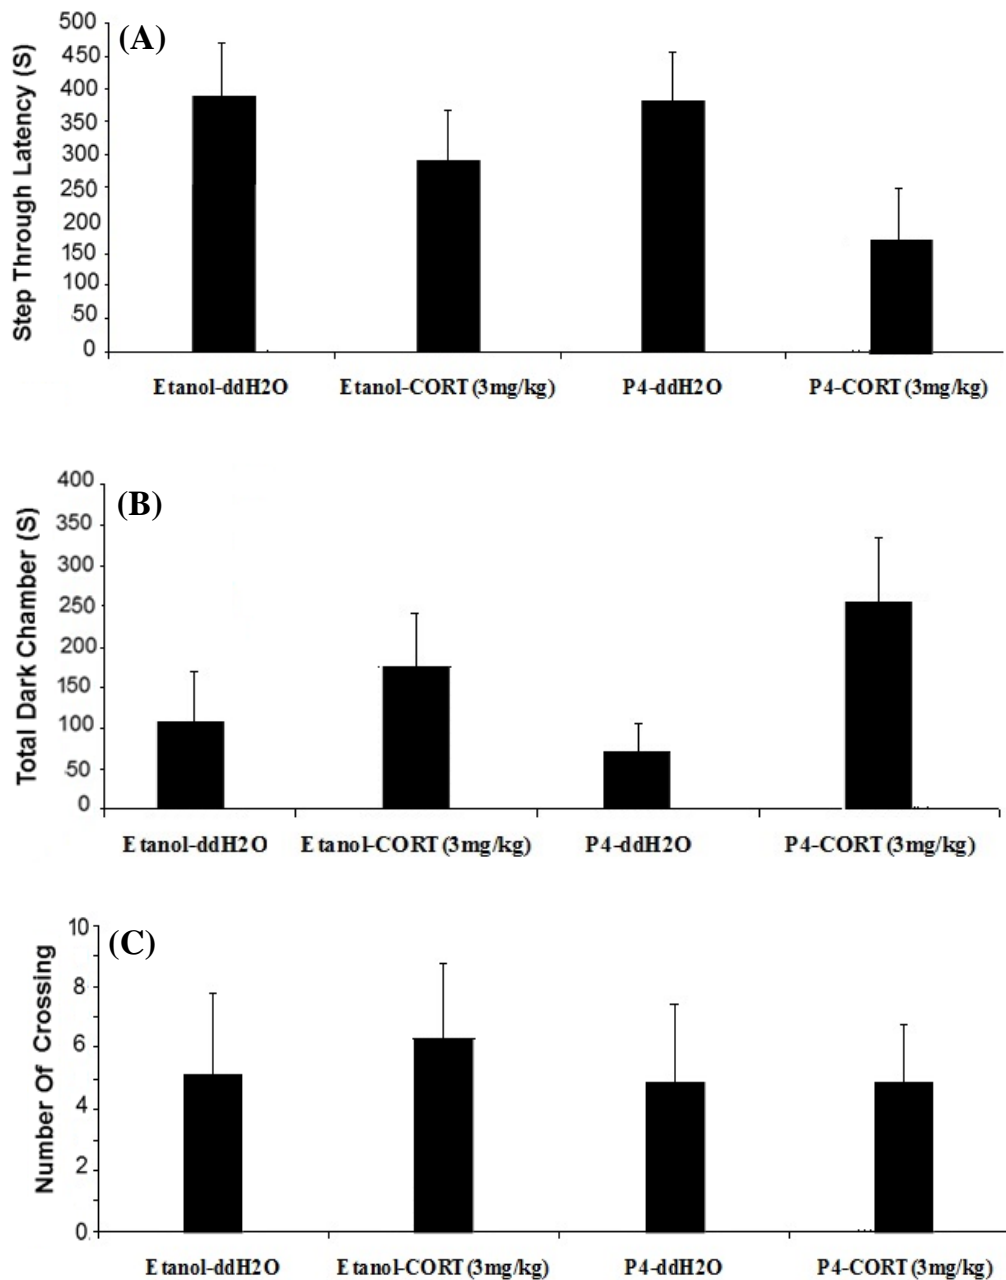 (A)
Step Through Latency (S)
500
450
400
350
300
250
200
150
100
50
0
Etanol-ddH2O Etanol-CORT(3mg/kg) P4-ddH2O P4-CORT(3mg/kg)
(B)
Total Dark Chamber (S)
400
350
300
250
200
150
100
50
0
Etanol-ddH2O Etanol-CORT(3mg/kg) P4-ddH2O P4-CORT(3mg/kg)
(C)
Number Of Crossing
10
8
6
4
2
0
Etanol-ddH2O Etanol-CORT(3mg/kg) P4-ddH2O P4-CORT(3mg/kg)